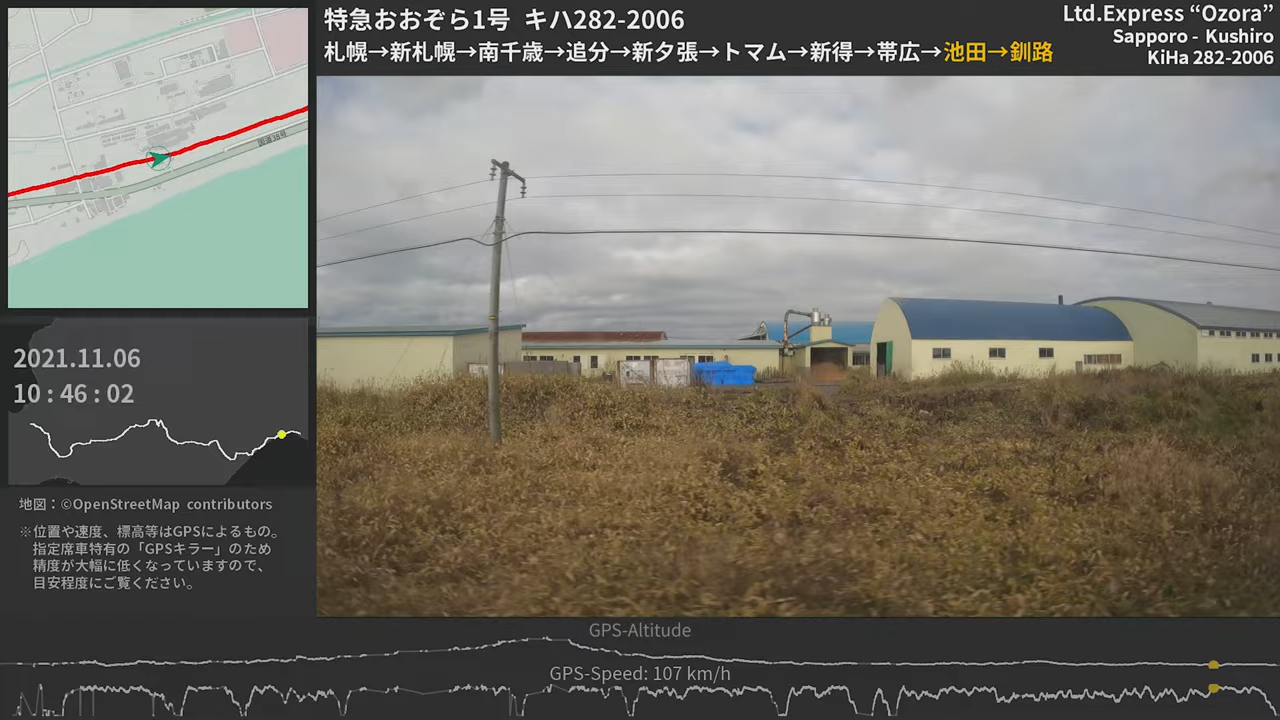 特急おおぞら1号 キハ282-2006
札幌→新札幌→南千歳→追分→新夕張→トマム→新得→帯広→池田→釧路
Ltd.Express “Ozora”
Sapporo - Kushiro
KiHa 282-2006
2021.11.06
10:46:02
地図：©OpenStreetMap contributors
※位置や速度、標高等はGPSによるもの。
指定席車特有の「GPSキラー」のため
精度が大幅に低くなっていますので、
目安程度にご覧ください。
GPS-Altitude
GPS-Speed: 107 km/h